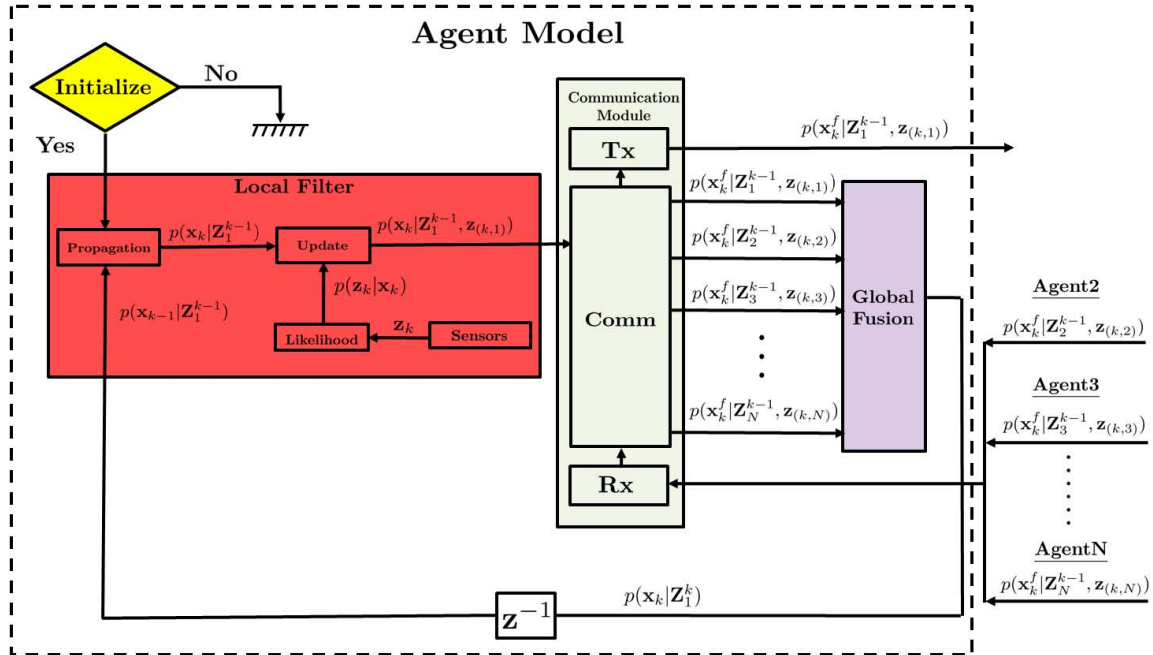 Agent Model
Initialize
No
Yes
Communication
Module
Tx
p(x_k^f|Z_1^{k-1}, z_{(k,1)})
Local Filter
Propagation
p(x_k|Z_1^{k-1})
Update
p(x_k|Z_1^{k-1}, z_{(k,1)})
p(z_k|x_k)
p(x_{k-1}|Z_1^{k-1})
Likelihood
z_k
Sensors
Comm
p(x_k^f|Z_1^{k-1}, z_{(k,1)})
p(x_k^f|Z_2^{k-1}, z_{(k,2)})
p(x_k^f|Z_3^{k-1}, z_{(k,3)})
p(x_k^f|Z_N^{k-1}, z_{(k,N)})
Global
Fusion
Rx
Agent2
p(x_k^f|Z_2^{k-1}, z_{(k,2)})
Agent3
p(x_k^f|Z_3^{k-1}, z_{(k,3)})
AgentN
p(x_k^f|Z_N^{k-1}, z_{(k,N)})
p(x_k|Z_1^k)
z^{-1}